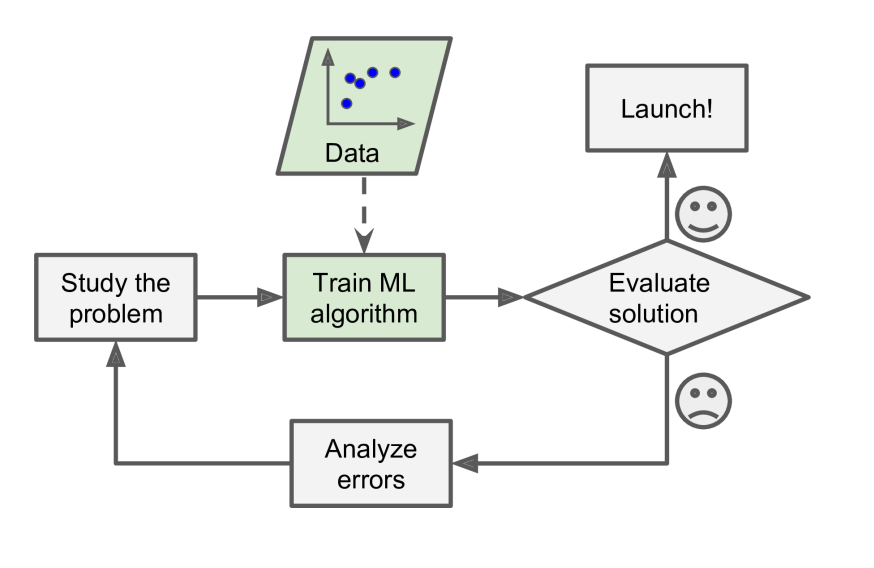 Data
Launch!
Study the
problem
Train ML
algorithm
Evaluate
solution
Analyze
errors